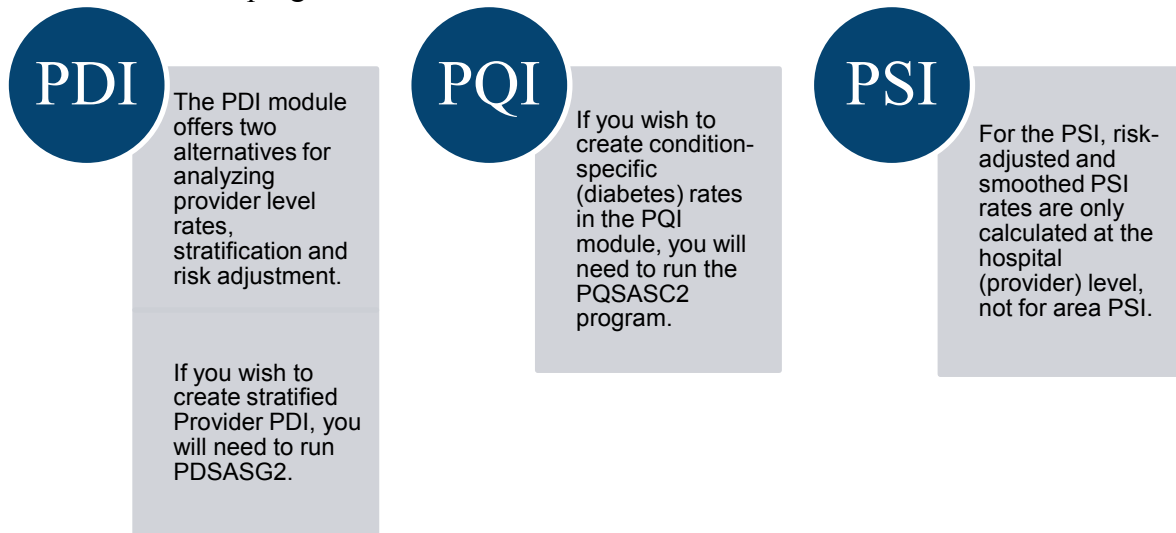 PDI
The PDI module
offers two
alternatives for
analyzing
provider level
rates,
stratification and
risk adjustment.
If you wish to
create stratified
Provider PDI, you
will need to run
PDSASG2.
PQI
If you wish to
create condition-
specific
(diabetes) rates
in the PQI
module, you will
need to run the
PQSASC2
program.
PSI
For the PSI, risk-
adjusted and
smoothed PSI
rates are only
calculated at the
hospital
(provider) level,
not for area PSI.